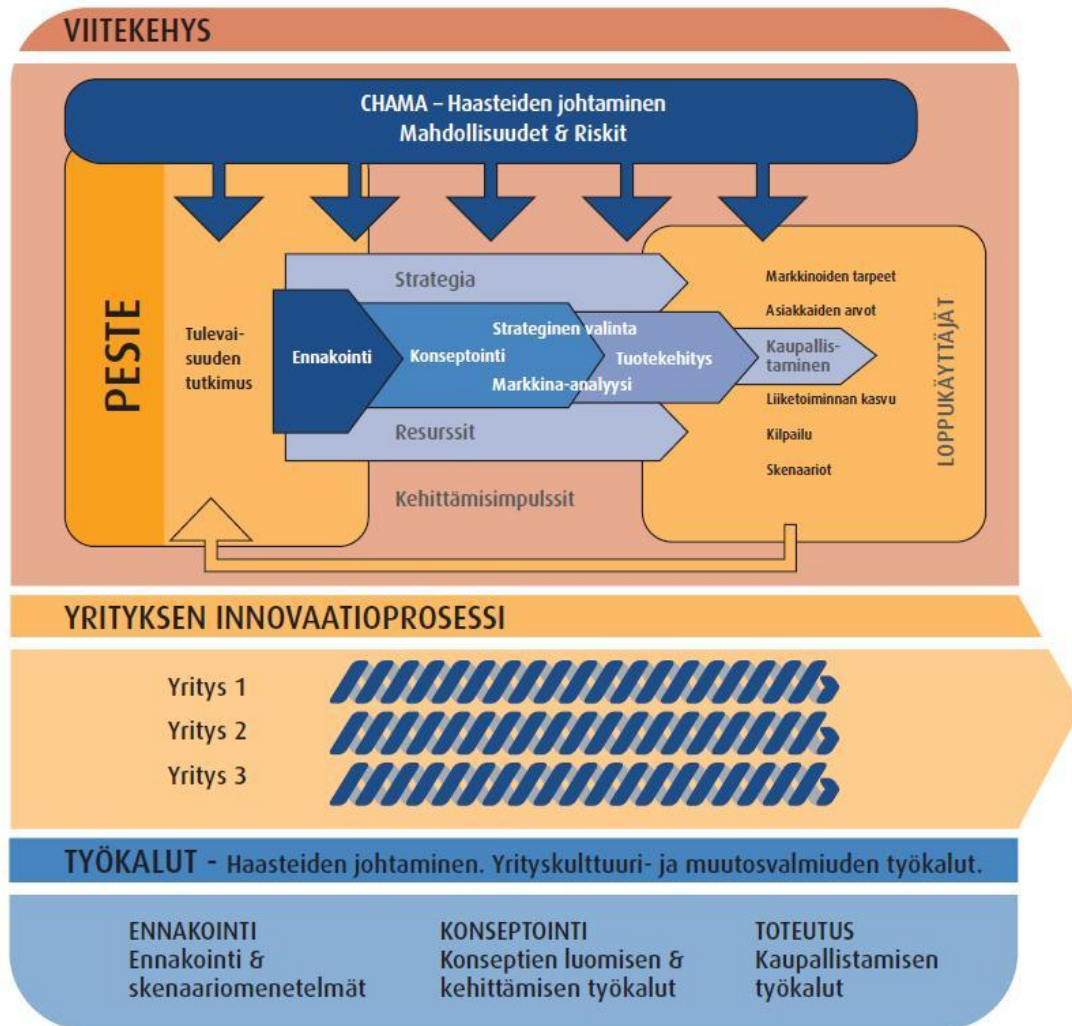 VIITEKEHYS
CHAMA – Haasteiden johtaminen
Mahdollisuudet & Riskit
PESTE
Tulevai-
suuden
tutkimus
Strategia
Ennakointi
Konseptointi
Strateginen valinta
Markkina-analyysi
Tuotekehitys
Resurssit
Kehittämisimpulssit
Markkinoiden tarpeet
Asiakkaiden arvot
Kaupallis-
taminen
Liiketoiminnan kasvu
Kilpailu
Skenaariot
LOPPUKÄYTTÄJÄT
YRITYKSEN INNOVAATIOPROSESSI
Yritys 1
Yritys 2
Yritys 3
TYÖKALUT - Haasteiden johtaminen. Yrityskulttuuri- ja muutosvalmiuden työkalut.
ENNAKOINTI
Ennakointi &
skenaariomenetelmät
KONSEPTOINTI
Konseptien luomisen &
kehittämisen työkalut
TOTEUTUS
Kaupallistamisen
työkalut